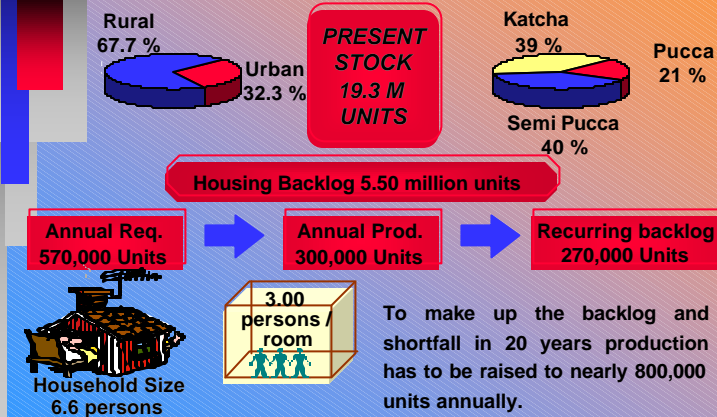 Rural
67.7 %
Urban
32.3 %
PRESENT
STOCK
19.3 M
UNITS
Katcha
39 %
Pucca
21 %
Semi Pucca
40 %
Housing Backlog 5.50 million units
Annual Req.
570,000 Units
Annual Prod.
300,000 Units
Recurring backlog
270,000 Units
Household Size
6.6 persons
3.00
persons /
room
To make up the backlog and
shortfall in 20 years production
has to be raised to nearly 800,000
units annually.